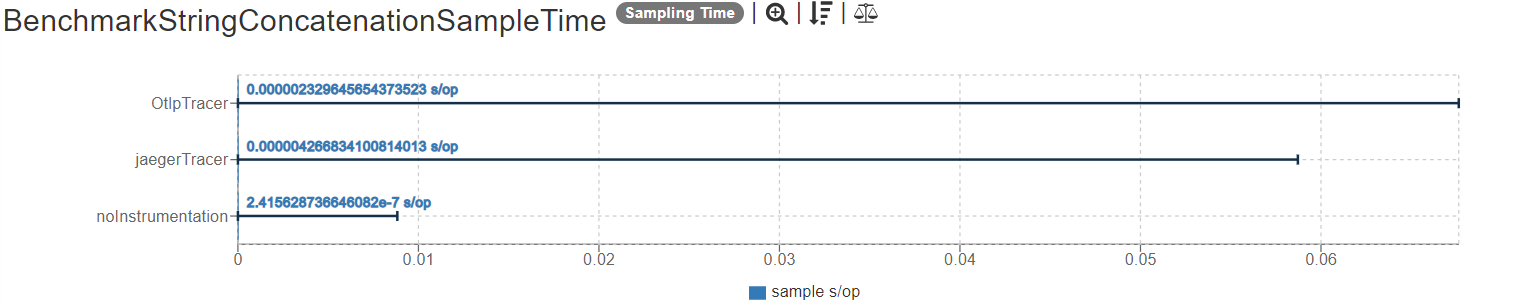 BenchmarkStringConcatenationSampleTime Sampling Time
0.000002329645654373523 s/op
OtlpTracer
0.000004266834100814013 s/op
jaegerTracer
2.415628736646082e-7 s/op
noInstrumentation
0 0.01 0.02 0.03 0.04 0.05 0.06
sample s/op